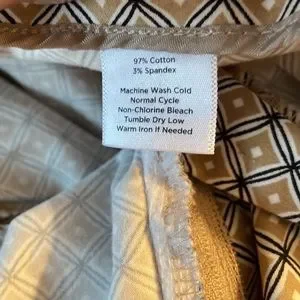 97% Cotton
3% Spandex
Machine Wash Cold
Normal Cycle
Non-Chlorine Bleach
Tumble Dry Low
Warm Iron If Needed